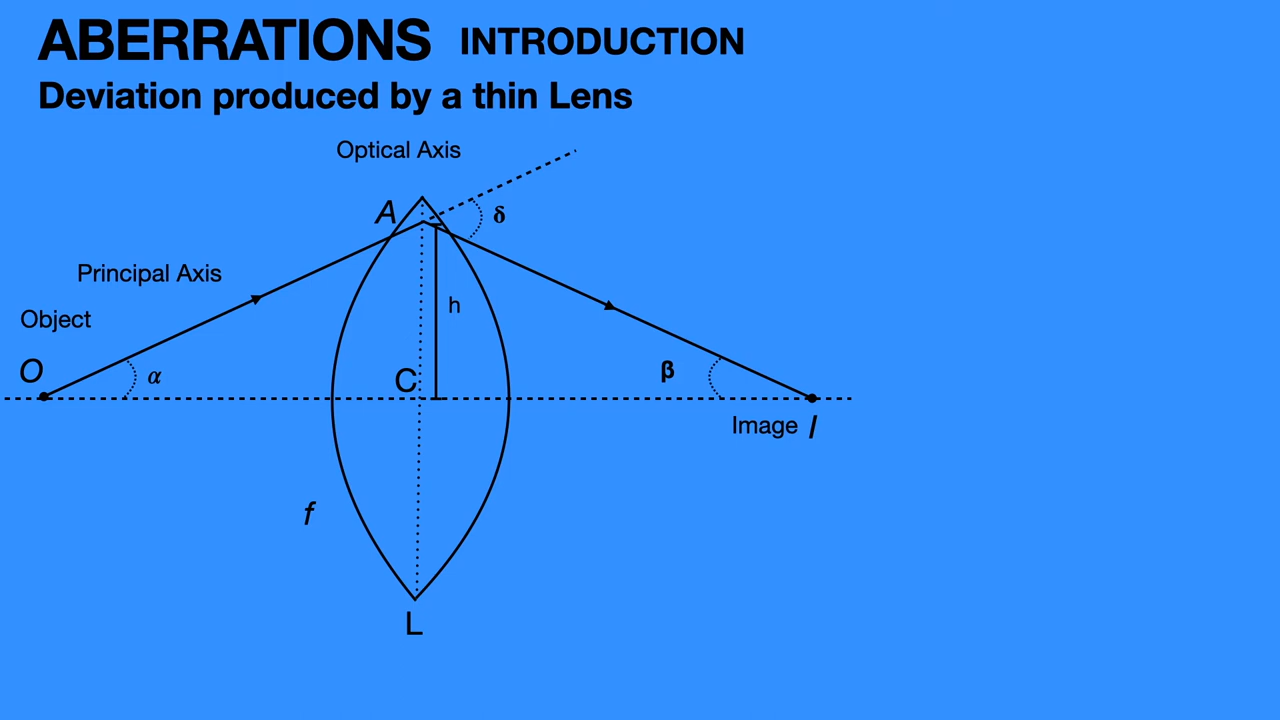 ABERRATIONS INTRODUCTION
Deviation produced by a thin Lens
Optical Axis
A
δ
Principal Axis
h
Object
O
α
C
β
Image I
f
L